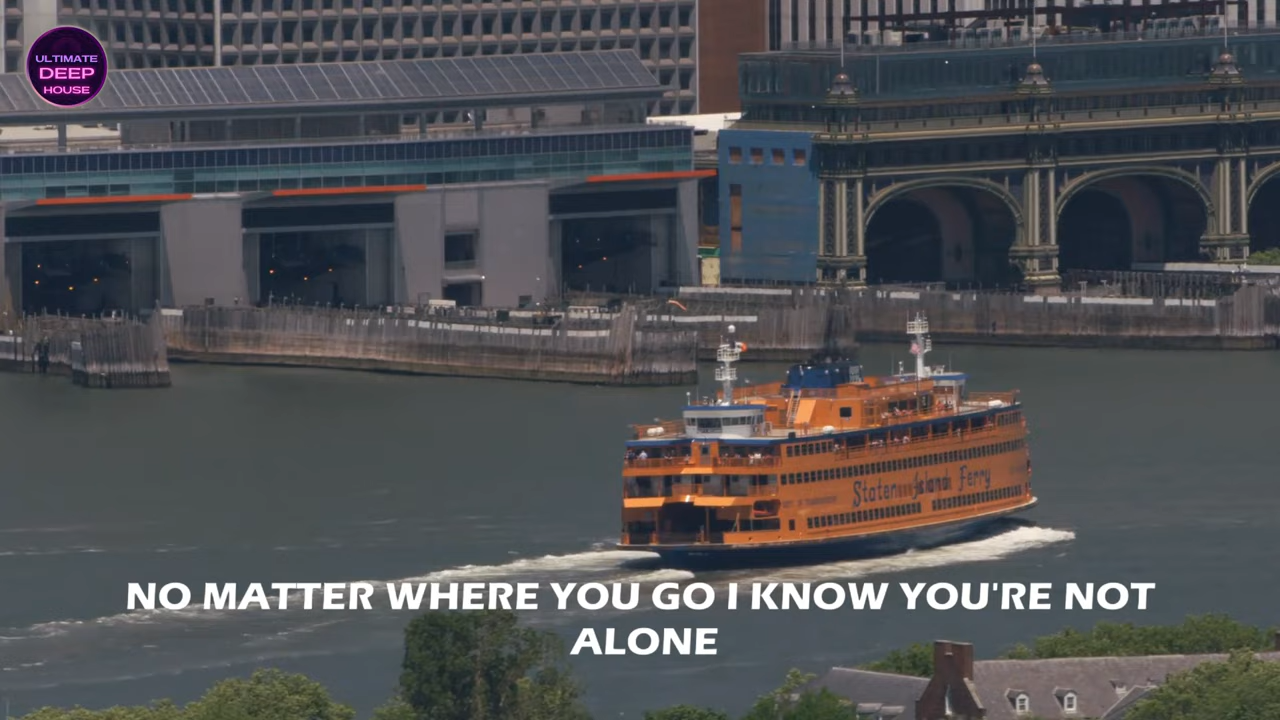 ULTIMATE
DEEP
HOUSE
Staten Island Ferry
NO MATTER WHERE YOU GO I KNOW YOU'RE NOT
ALONE